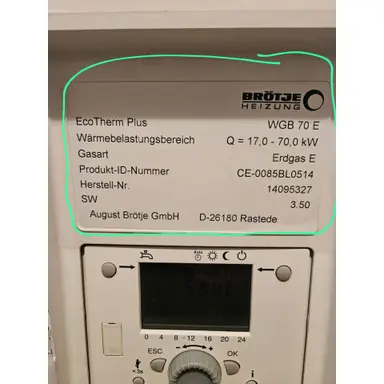 BRÖTJE
HEIZUNG
EcoTherm Plus WGB 70 E
Wärmebelastungsbereich Q = 17,0 - 70,0 kW
Gasart Erdgas E
Produkt-ID-Nummer CE-0085BL0514
Herstell-Nr. 14095327
SW 3.50
August Brötje GmbH D-26180 Rastede
0 4 8 12 16 20 24
- +
ESC OK
<3s i